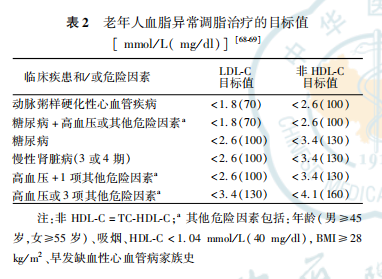 表 2 老年人血脂异常调脂治疗的目标值
[ mmol/L( mg/dl)] [68-69]
临床疾患和/或危险因素 LDL-C 目标值 非 HDL-C 目标值
动脉粥样硬化性心血管疾病 <1.8(70) <2.6(100)
糖尿病+高血压或其他危险因素a <1.8(70) <2.6(100)
糖尿病 <2.6(100) <3.4(130)
慢性肾脏病(3 或 4 期) <2.6(100) <3.4(130)
高血压+1 项其他危险因素a <2.6(100) <3.4(130)
高血压或 3 项其他危险因素a <3.4(130) <4.1(160)
注:非 HDL-C =TC-HDL-C;a 其他危险因素包括:年龄(男≥45
岁,女≥55 岁)、吸烟、HDL-C < 1.04 mmol/L(40 mg/dl)、BMI≥28
kg/m2、早发缺血性心血管病家族史